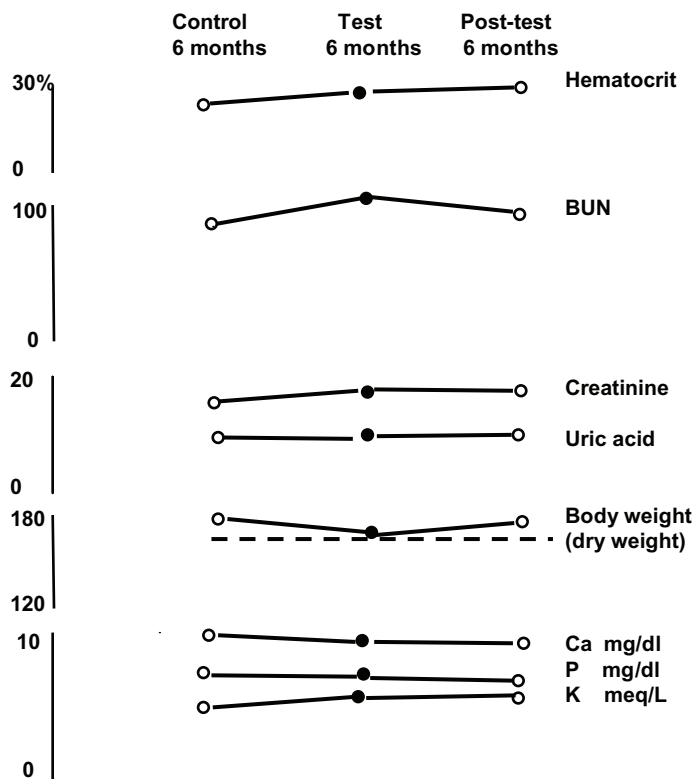 Control Test Post-test
6 months 6 months 6 months
30% Hematocrit
0
100 BUN
0
20 Creatinine
Uric acid
0
180 Body weight
(dry weight)
120
10 Ca mg/dl
P mg/dl
K meq/L
0